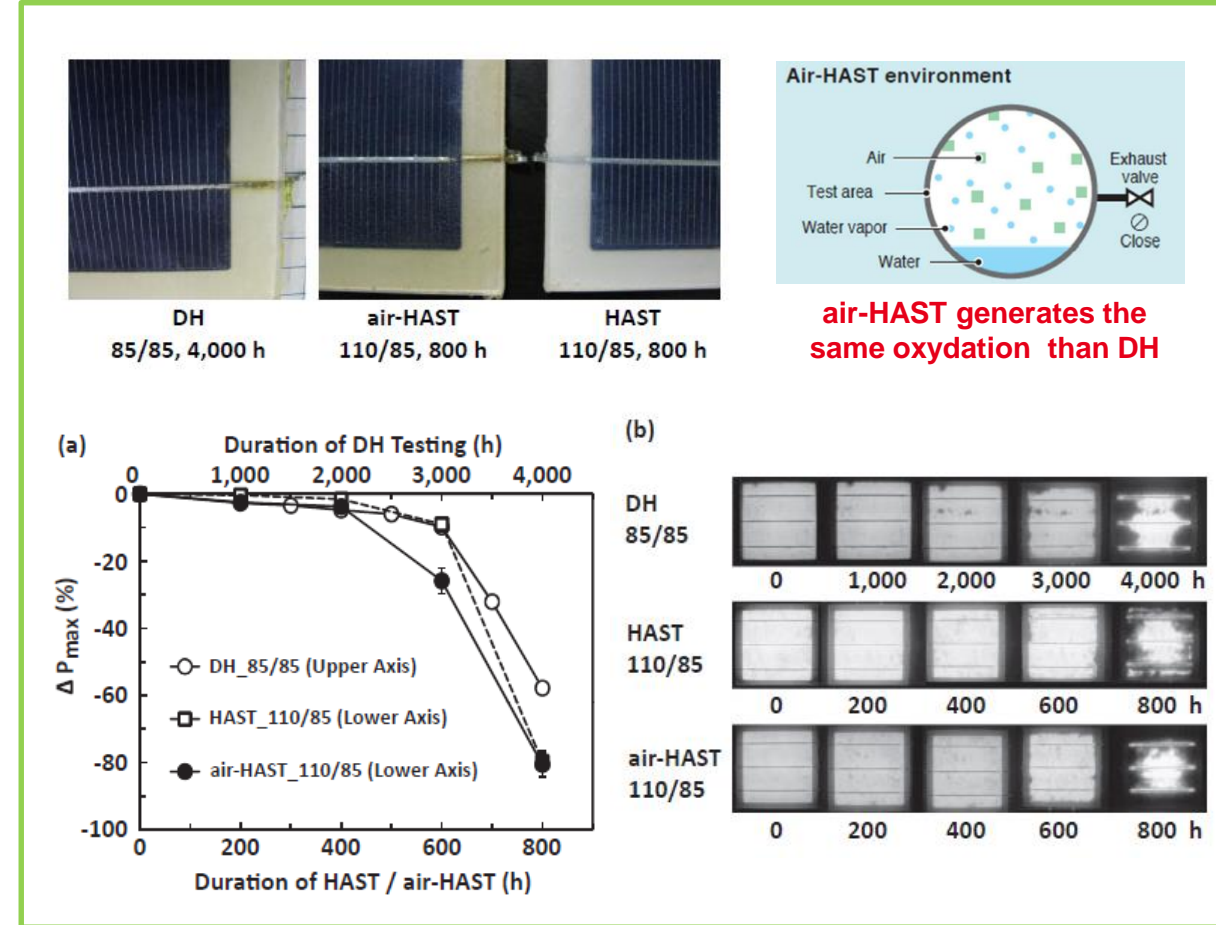 DH
85/85, 4,000 h
air-HAST
110/85, 800 h
HAST
110/85, 800 h
Air-HAST environment
Air
Test area
Water vapor
Water
Exhaust
valve
Close
air-HAST generates the
same oxydation than DH
(a)
Duration of DH Testing (h)
0 1,000 2,000 3,000 4,000
0
-20
-40
-60
-80
-100
Δ Pmax (%)
DH_85/85 (Upper Axis)
HAST_110/85 (Lower Axis)
air-HAST_110/85 (Lower Axis)
0 200 400 600 800
Duration of HAST / air-HAST (h)
(b)
DH
85/85
0 1,000 2,000 3,000 4,000 h
HAST
110/85
0 200 400 600 800 h
air-HAST
110/85
0 200 400 600 800 h